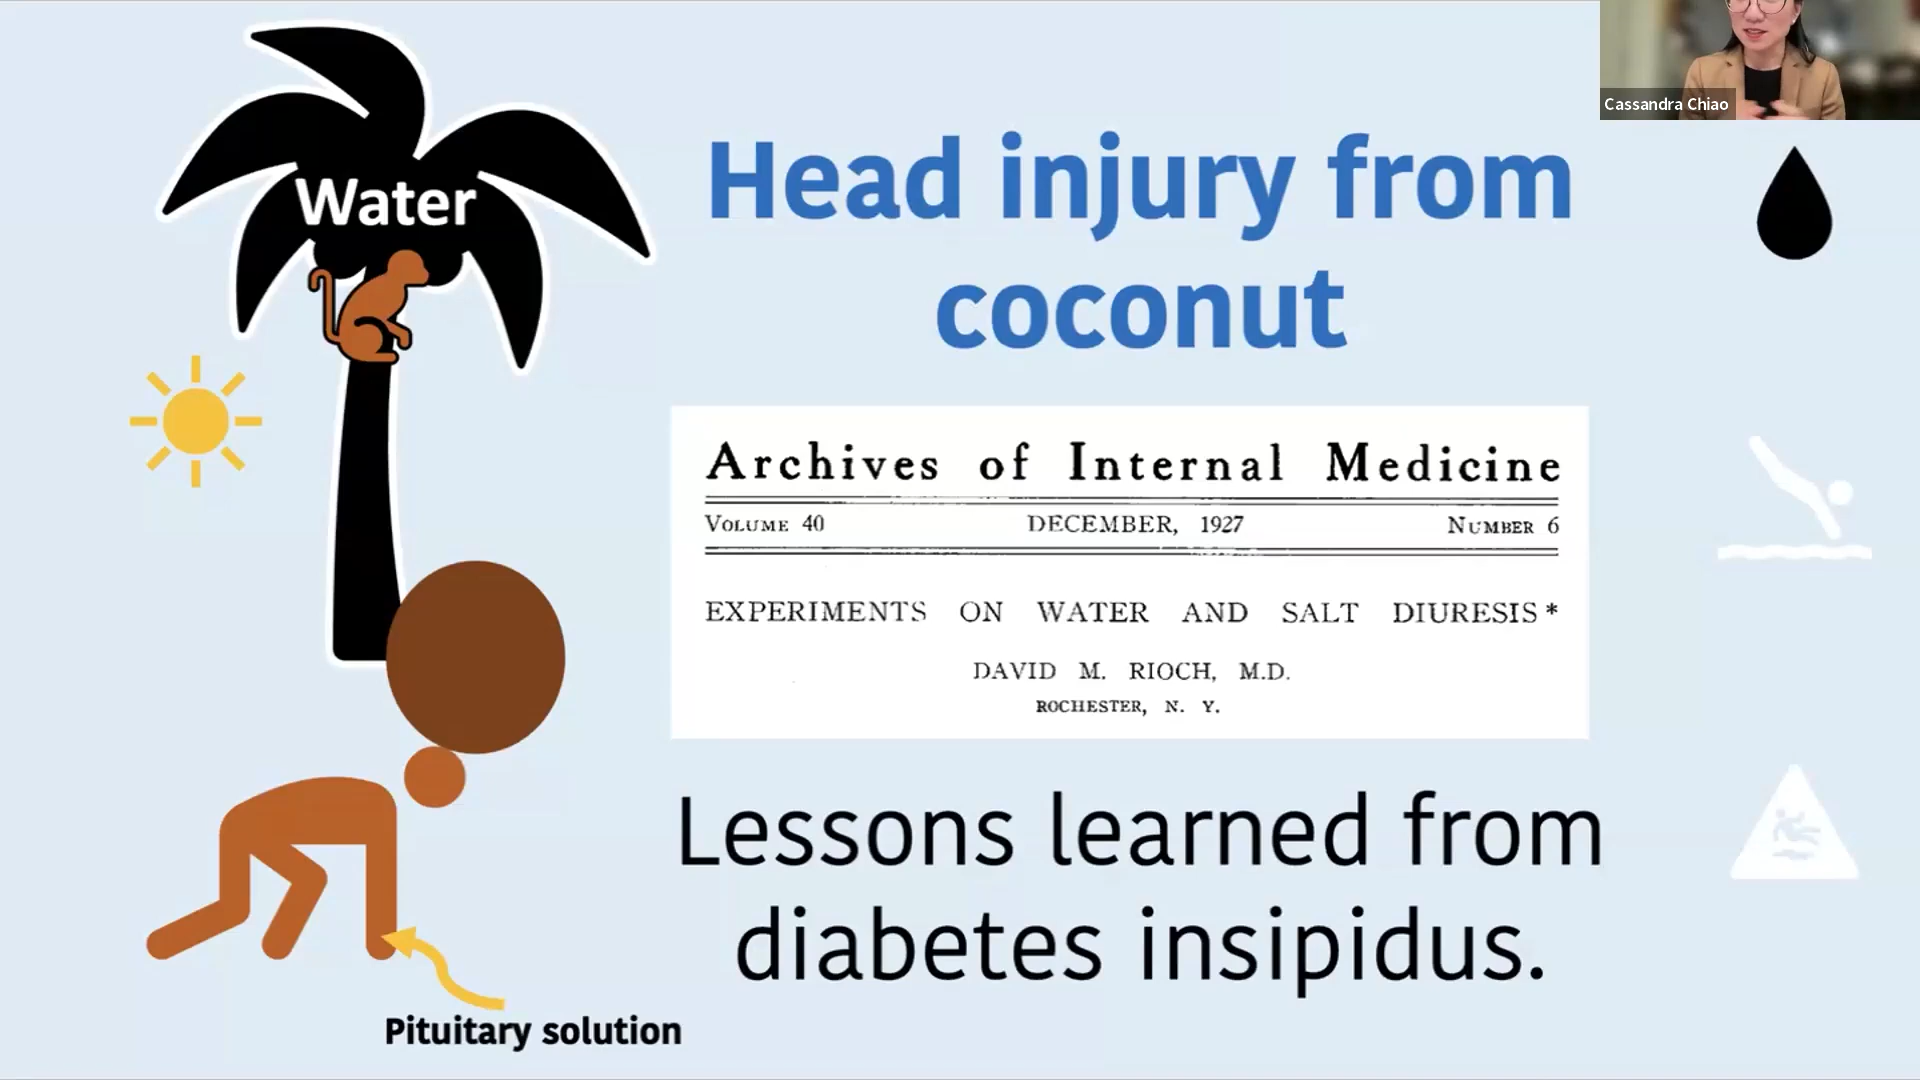 Cassandra Chiao
Water
Head injury from
coconut
Archives of Internal Medicine
VOLUME 40 DECEMBER, 1927 NUMBER 6
EXPERIMENTS ON WATER AND SALT DIURESIS*
DAVID M. RIOCH, M.D.
ROCHESTER, N. Y.
Lessons learned from
diabetes insipidus.
Pituitary solution